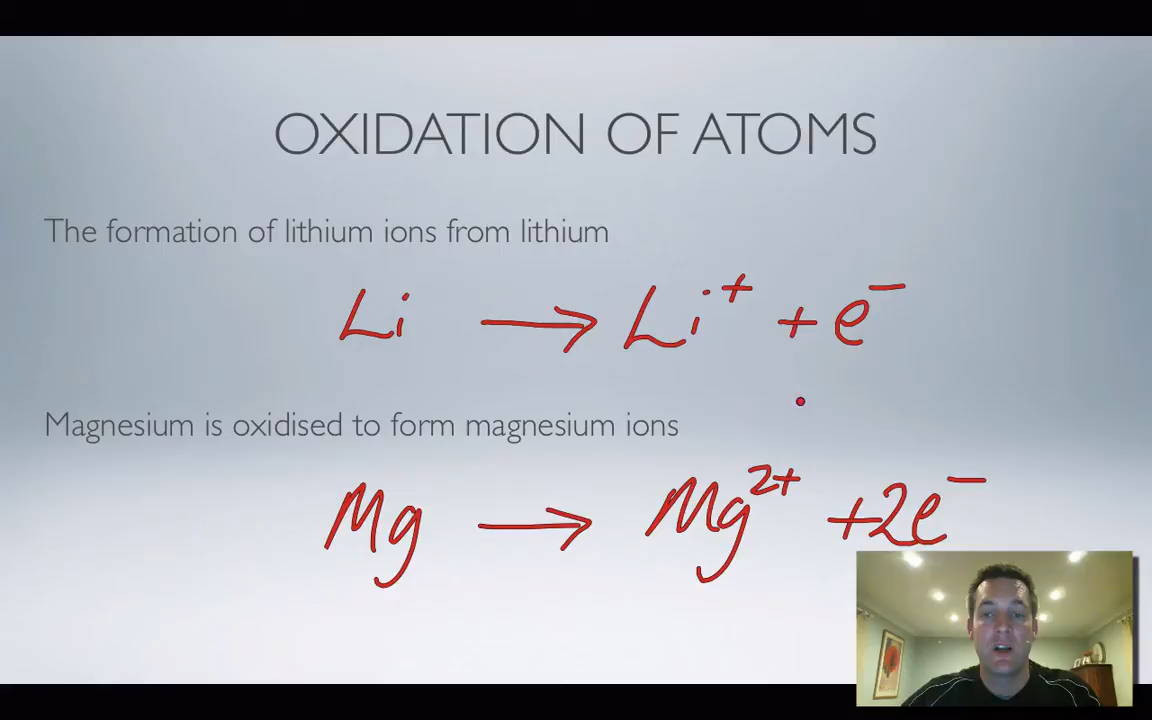 OXIDATION OF ATOMS
The formation of lithium ions from lithium
Li → Li⁺ + e⁻
Magnesium is oxidised to form magnesium ions
Mg → Mg²⁺ +2e⁻